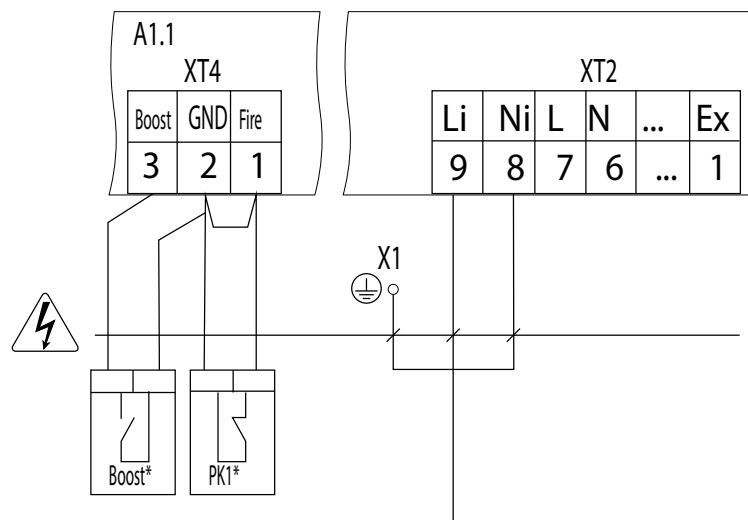 A1.1
XT4
XT2
Boost GND Fire
3 2 1
Li Ni L N ... Ex
9 8 7 6 ... 1
X1
Boost* PK1*